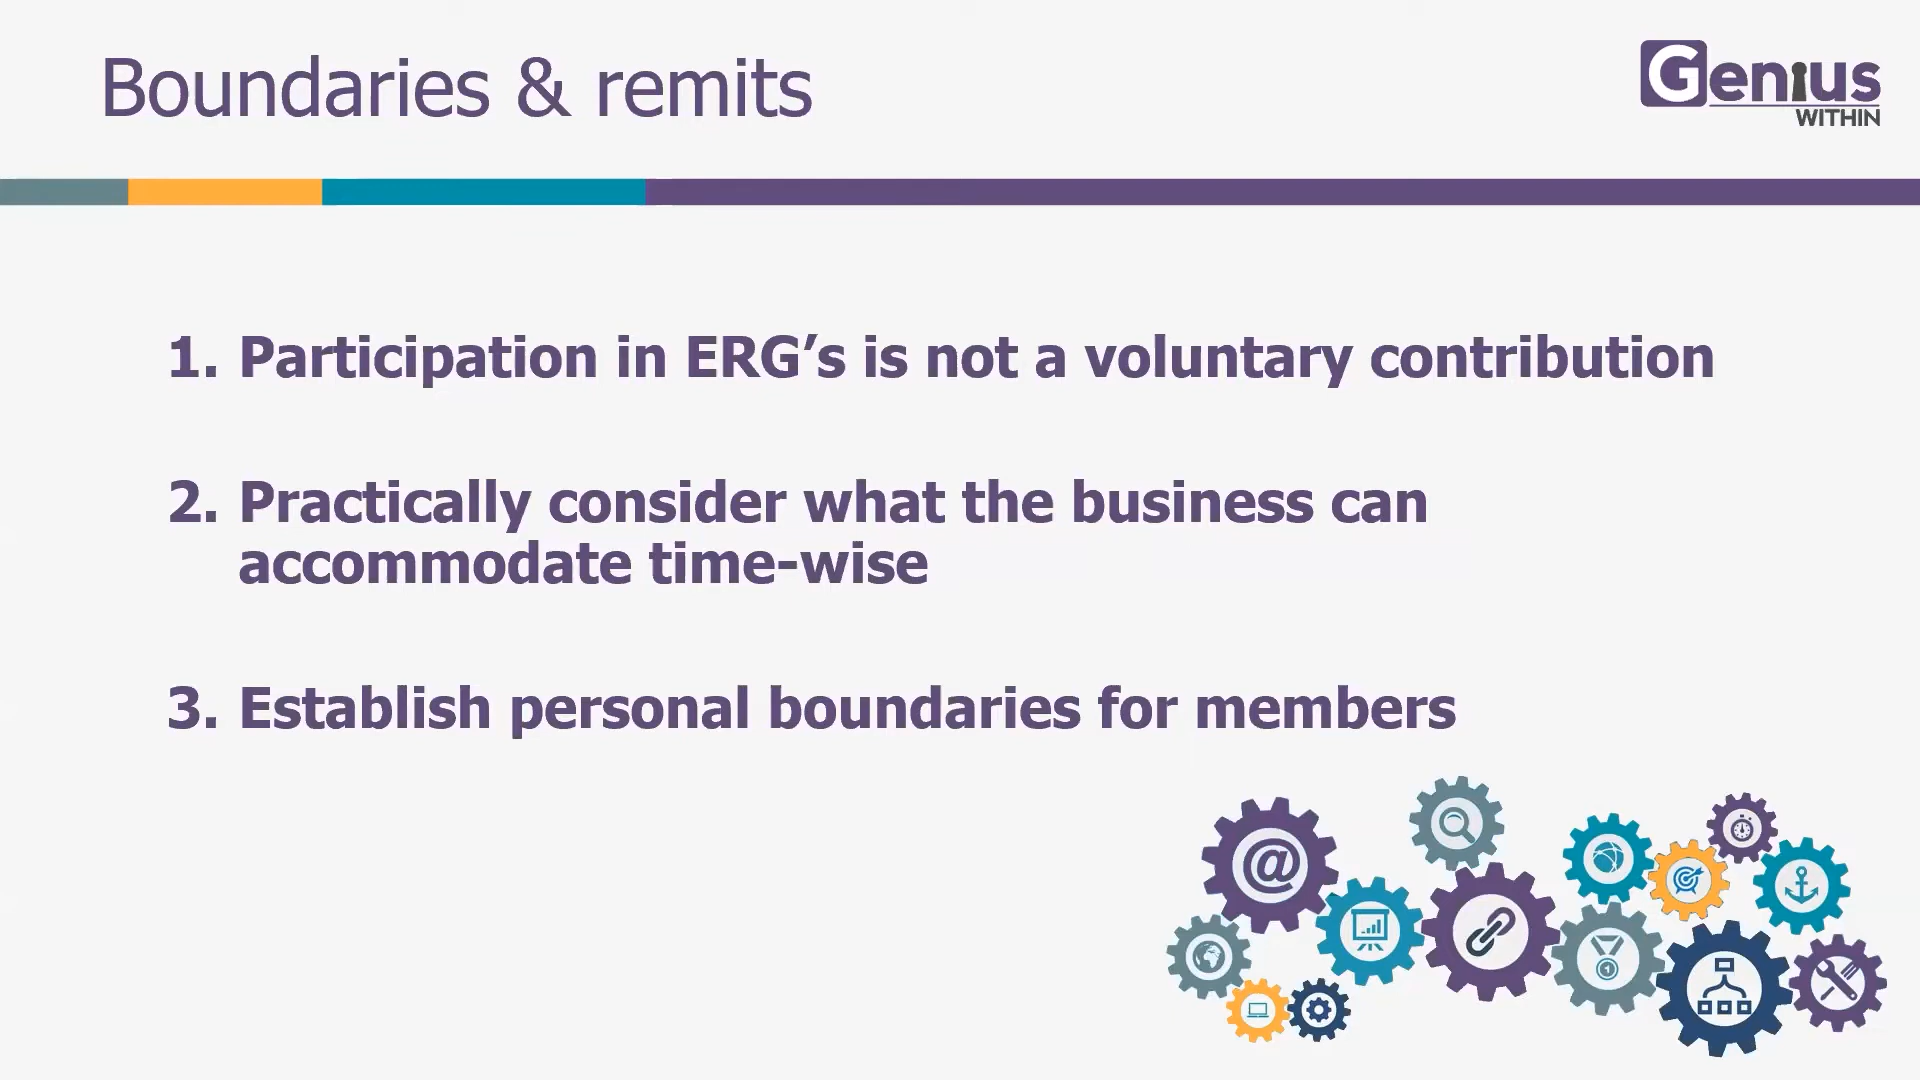 Boundaries & remits
Genius
WITHIN
1. Participation in ERG’s is not a voluntary contribution
2. Practically consider what the business can
accommodate time-wise
3. Establish personal boundaries for members
@
1